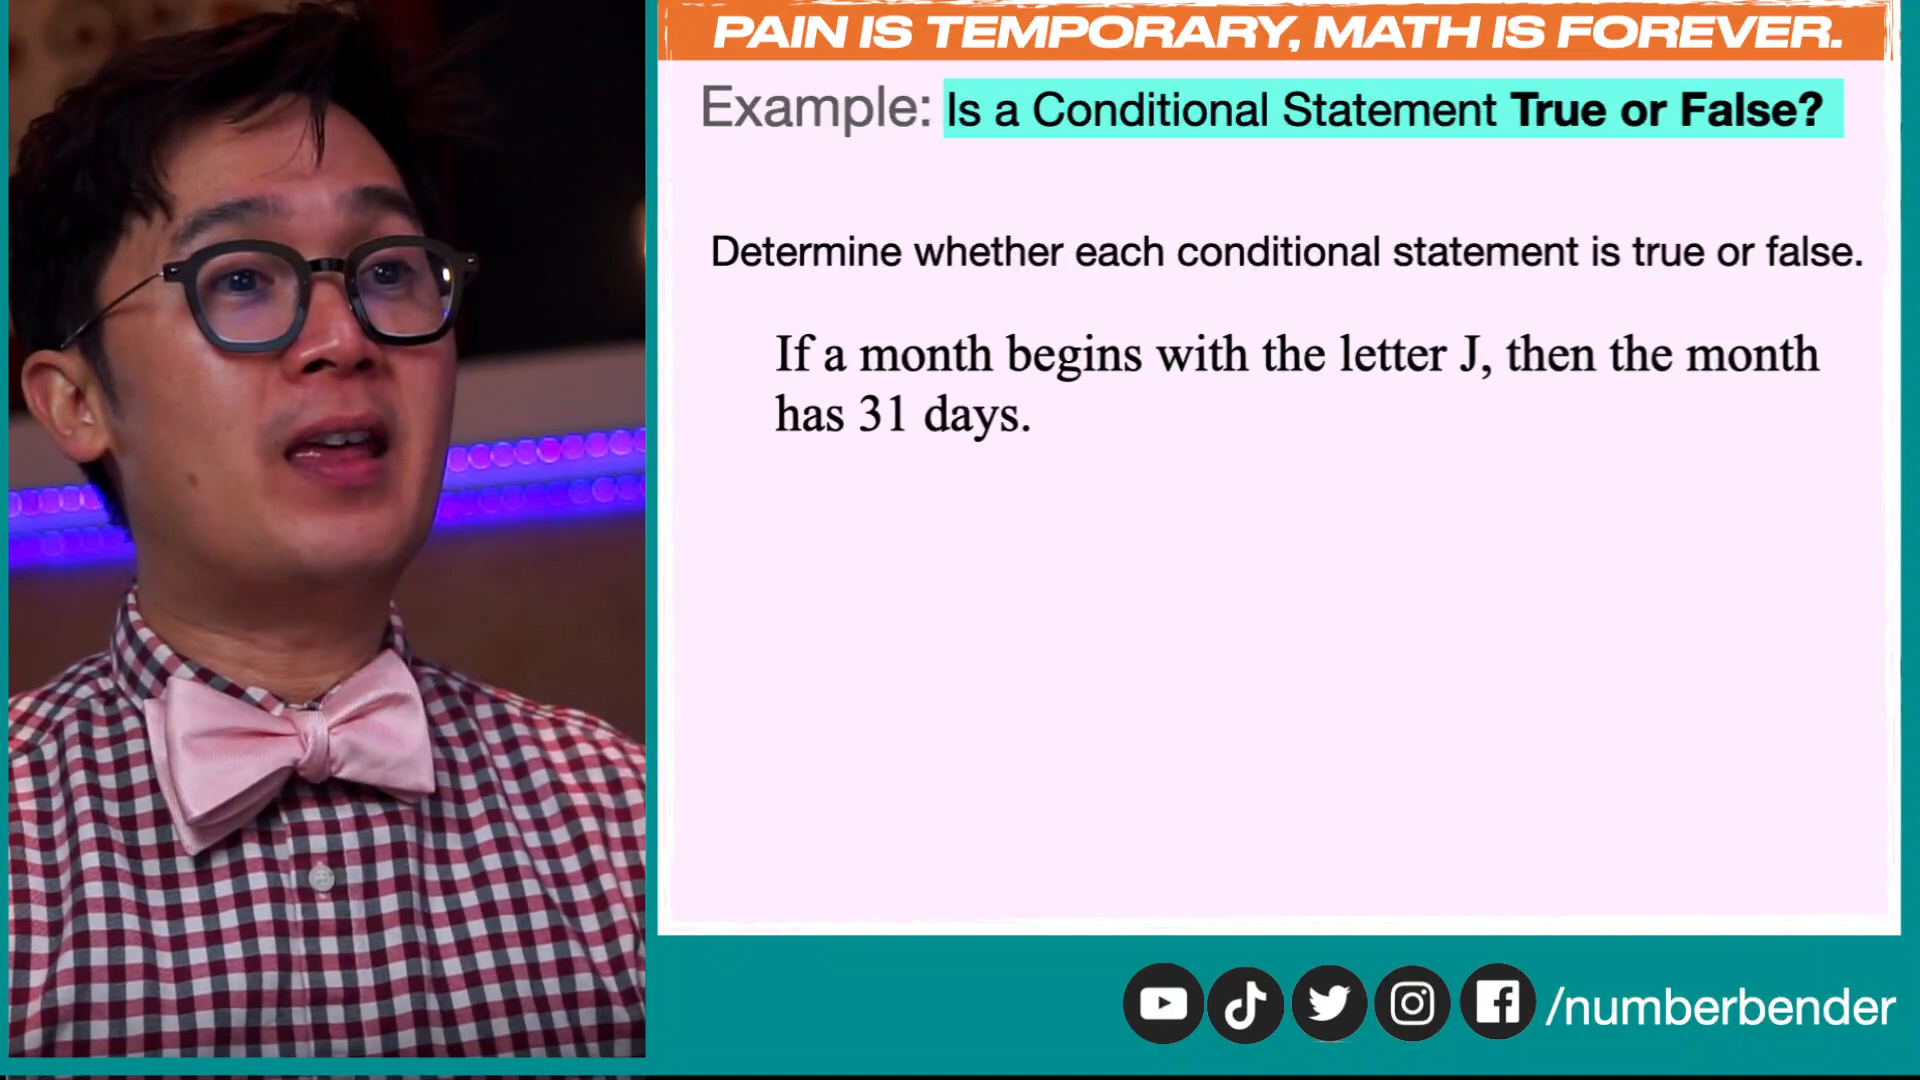 PAIN IS TEMPORARY, MATH IS FOREVER.
Example: Is a Conditional Statement True or False?
Determine whether each conditional statement is true or false.
If a month begins with the letter J, then the month
has 31 days.
/numberbender